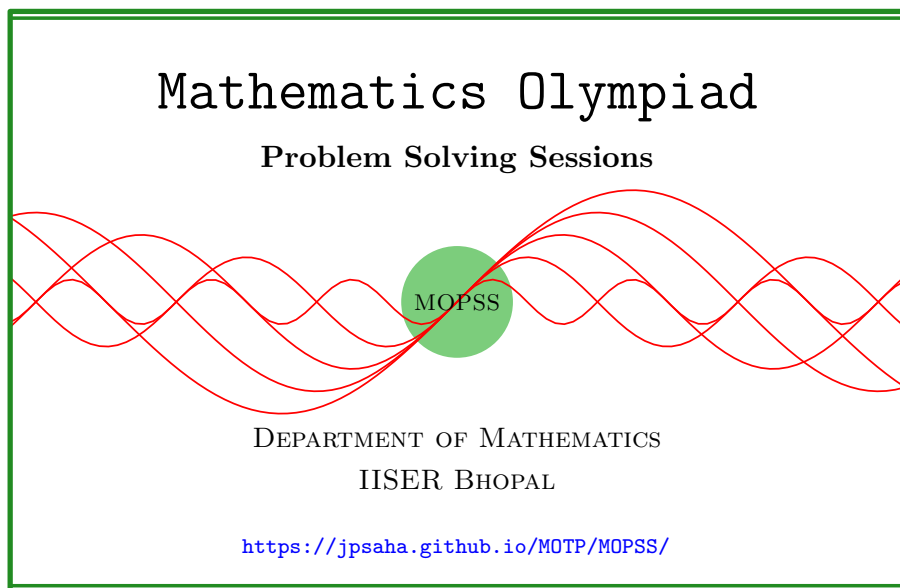 Mathematics Olympiad
Problem Solving Sessions
MOPSS
Department of Mathematics
IISER Bhopal
https://jpsaha.github.io/MOTP/MOPSS/